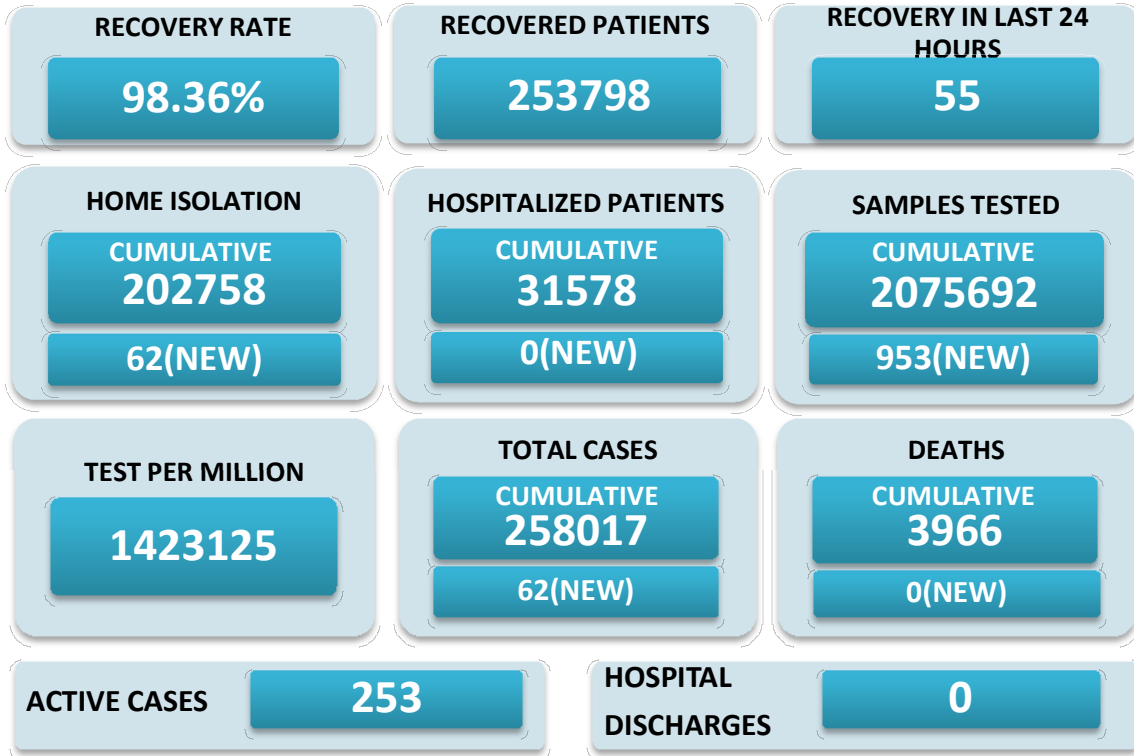 RECOVERY RATE
98.36%
RECOVERED PATIENTS
253798
RECOVERY IN LAST 24
HOURS
55
HOME ISOLATION
CUMULATIVE
202758
62(NEW)
HOSPITALIZED PATIENTS
CUMULATIVE
31578
0(NEW)
SAMPLES TESTED
CUMULATIVE
2075692
953(NEW)
TEST PER MILLION
1423125
TOTAL CASES
CUMULATIVE
258017
62(NEW)
DEATHS
CUMULATIVE
3966
0(NEW)
ACTIVE CASES
253
HOSPITAL
DISCHARGES
0